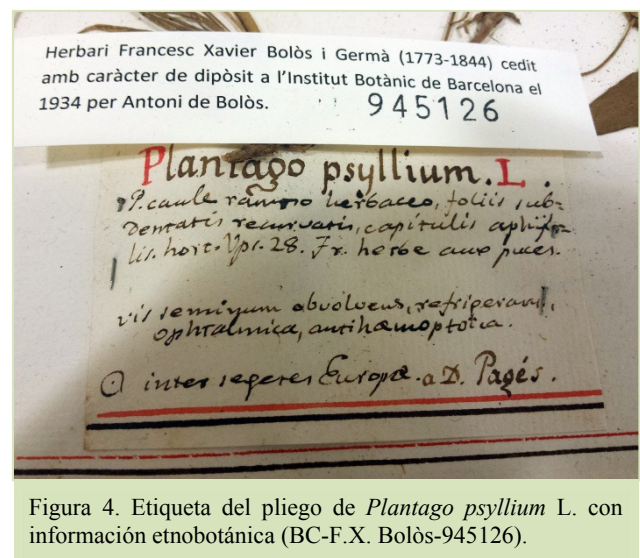 Herbari Francesc Xavier Bolòs i Germà (1773-1844) cedit
amb caràcter de dipòsit a l'Institut Botànic de Barcelona el
1934 per Antoni de Bolòs.
945126
Plantago psyllium. L.
P. caule ramoso herbaceo, foliis sub-
dentatis recurvatis, capitulis aphyl-
lis. hort. Ups. 28. Fr. herbe aux puces.
vis seminum obvolvens, refrigerans,
ophtalmica, antihæmoptoica.
☉ inter segetes Europæ. a D. Pagés.
Figura 4. Etiqueta del pliego de Plantago psyllium L. con
información etnobotánica (BC-F.X. Bolòs-945126).